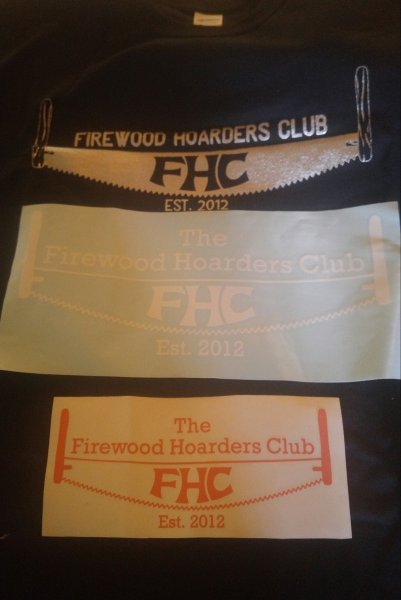 FIREWOOD HOARDERS CLUB
FHC
EST. 2012
The
Firewood Hoarders Club
FHC
Est. 2012
The
Firewood Hoarders Club
FHC
Est. 2012